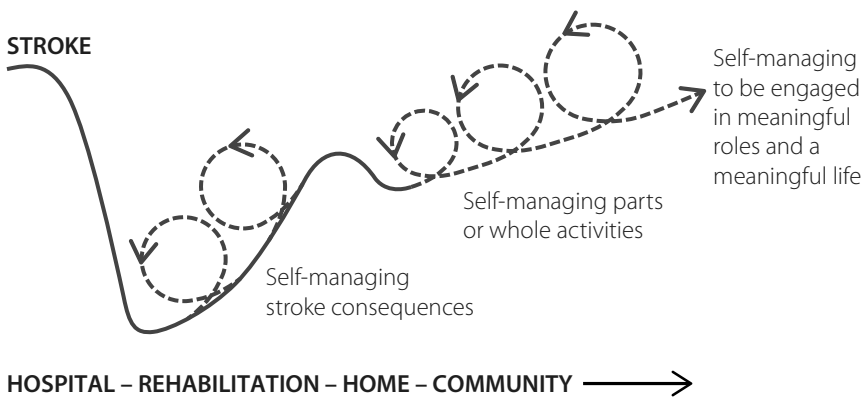 STROKE
Self-managing
to be engaged
in meaningful
roles and a
meaningful life
Self-managing parts
or whole activities
Self-managing
stroke consequences
HOSPITAL – REHABILITATION – HOME – COMMUNITY